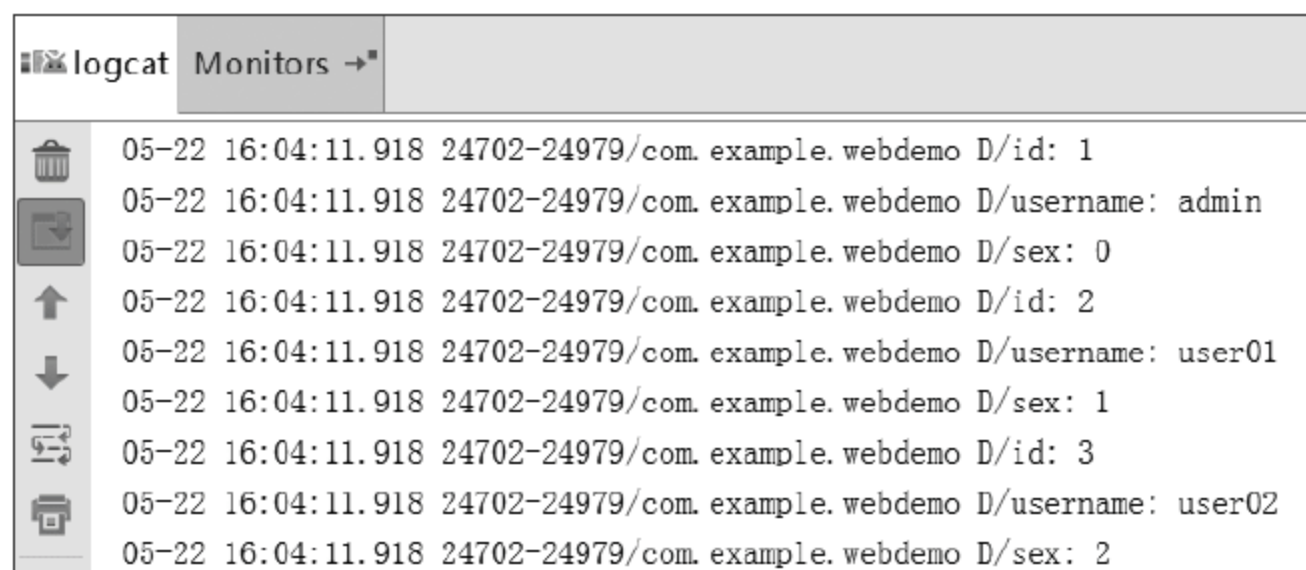 logcat Monitors
05-22 16:04:11.918 24702-24979/com.example.webdemo D/id: 1
05-22 16:04:11.918 24702-24979/com.example.webdemo D/username: admin
05-22 16:04:11.918 24702-24979/com.example.webdemo D/sex: 0
05-22 16:04:11.918 24702-24979/com.example.webdemo D/id: 2
05-22 16:04:11.918 24702-24979/com.example.webdemo D/username: user01
05-22 16:04:11.918 24702-24979/com.example.webdemo D/sex: 1
05-22 16:04:11.918 24702-24979/com.example.webdemo D/id: 3
05-22 16:04:11.918 24702-24979/com.example.webdemo D/username: user02
05-22 16:04:11.918 24702-24979/com.example.webdemo D/sex: 2